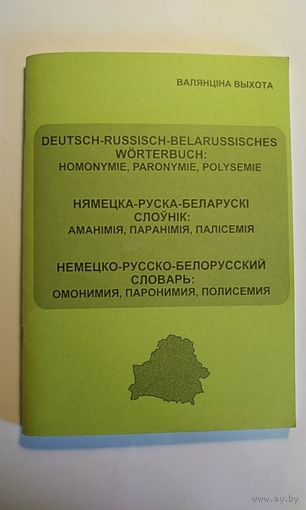 ВАЛЯНЦІНА ВЫХОТА
DEUTSCH-RUSSISCH-BELARUSSISCHES
WÖRTERBUCH:
HOMONYMIE, PARONYMIE, POLYSEMIE
НЯМЕЦКА-РУСКА-БЕЛАРУСКІ
СЛОЎНІК:
АМАНІМІЯ, ПАРАНІМІЯ, ПАЛІСЕМІЯ
НЕМЕЦКО-РУССКО-БЕЛОРУССКИЙ
СЛОВАРЬ:
ОМОНИМИЯ, ПАРОНИМИЯ, ПОЛИСЕМИЯ
© ay.by